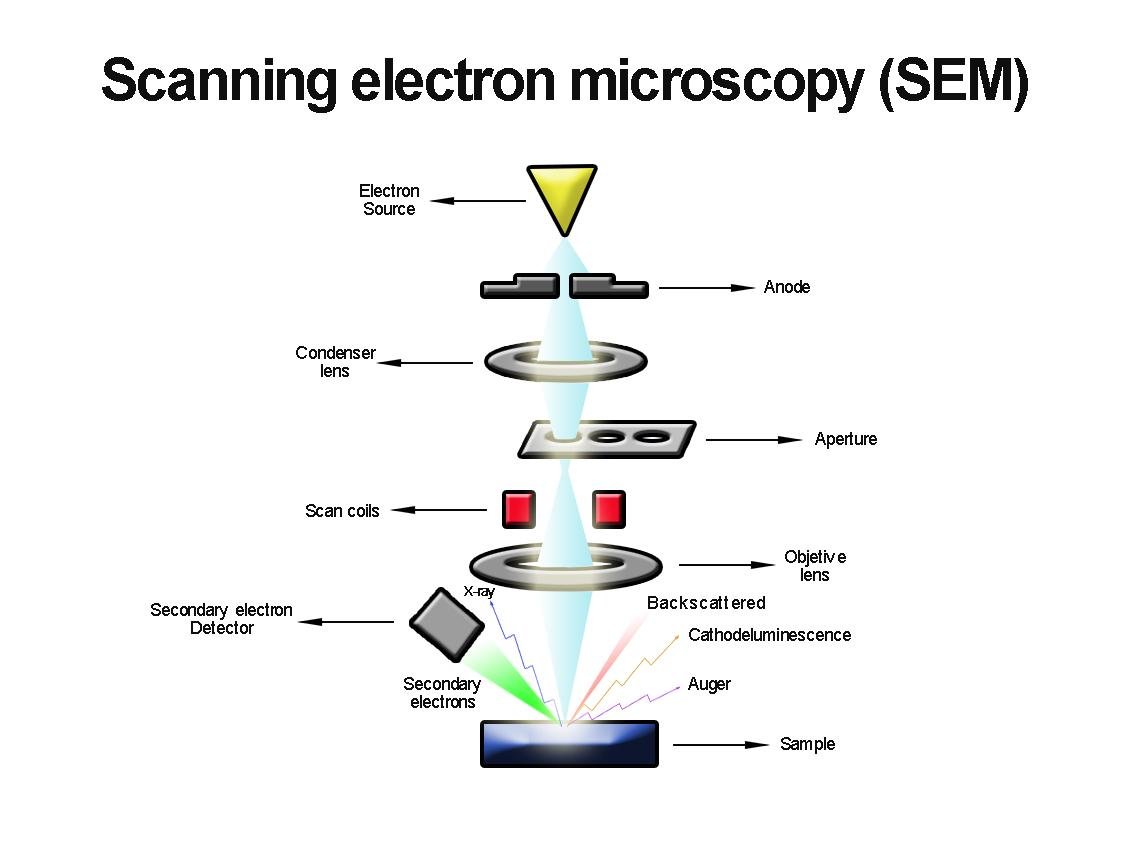 Scanning electron microscopy (SEM)
Electron
Source
Anode
Condenser
lens
Aperture
Scan coils
Objetive
lens
X-ray
Backscattered
Secondary electron
Detector
Cathodeluminescence
Secondary
electrons
Auger
Sample